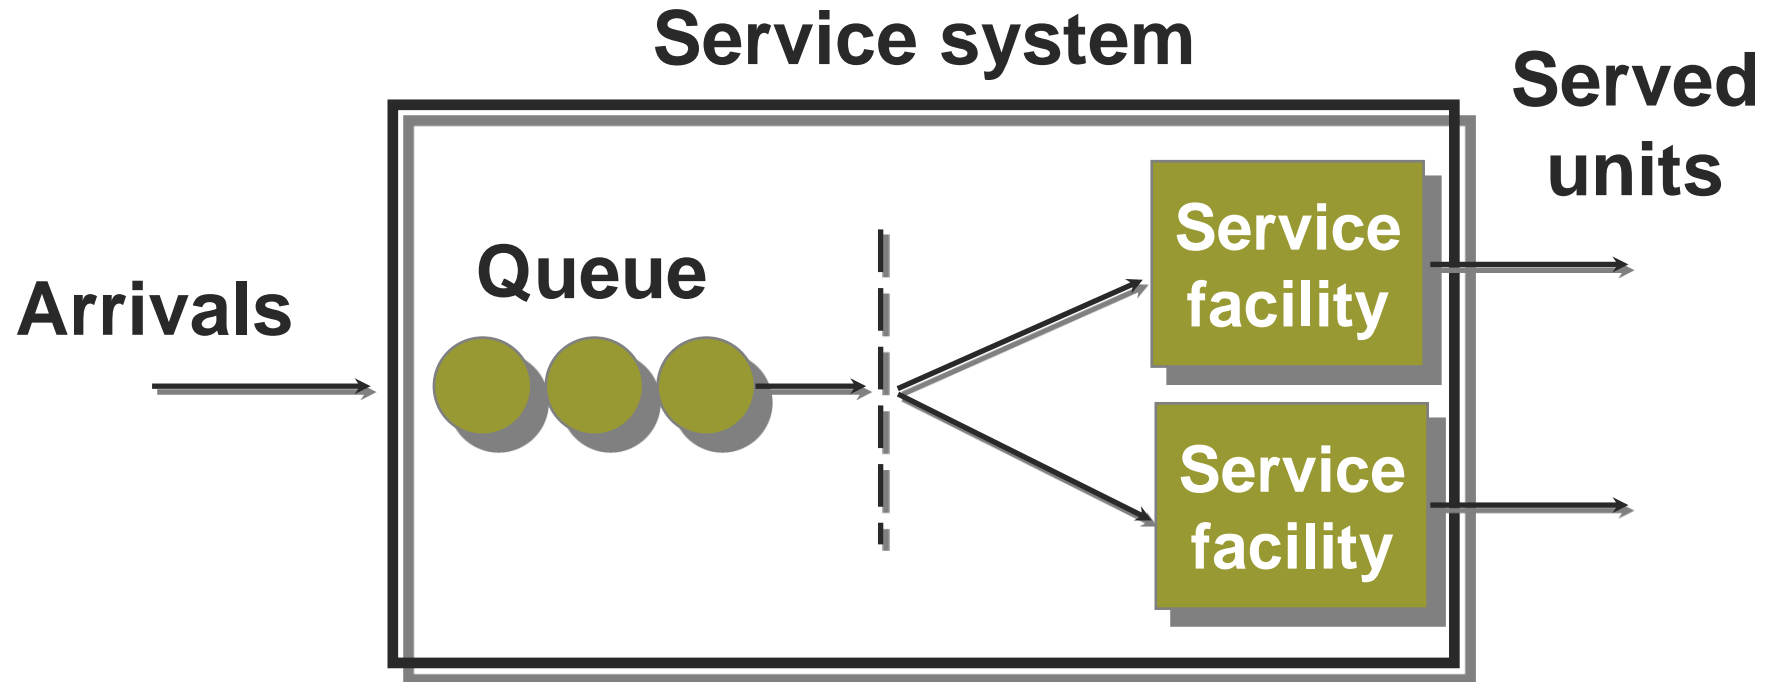 Service system
Served
units
Arrivals
Queue
Service
facility
Service
facility